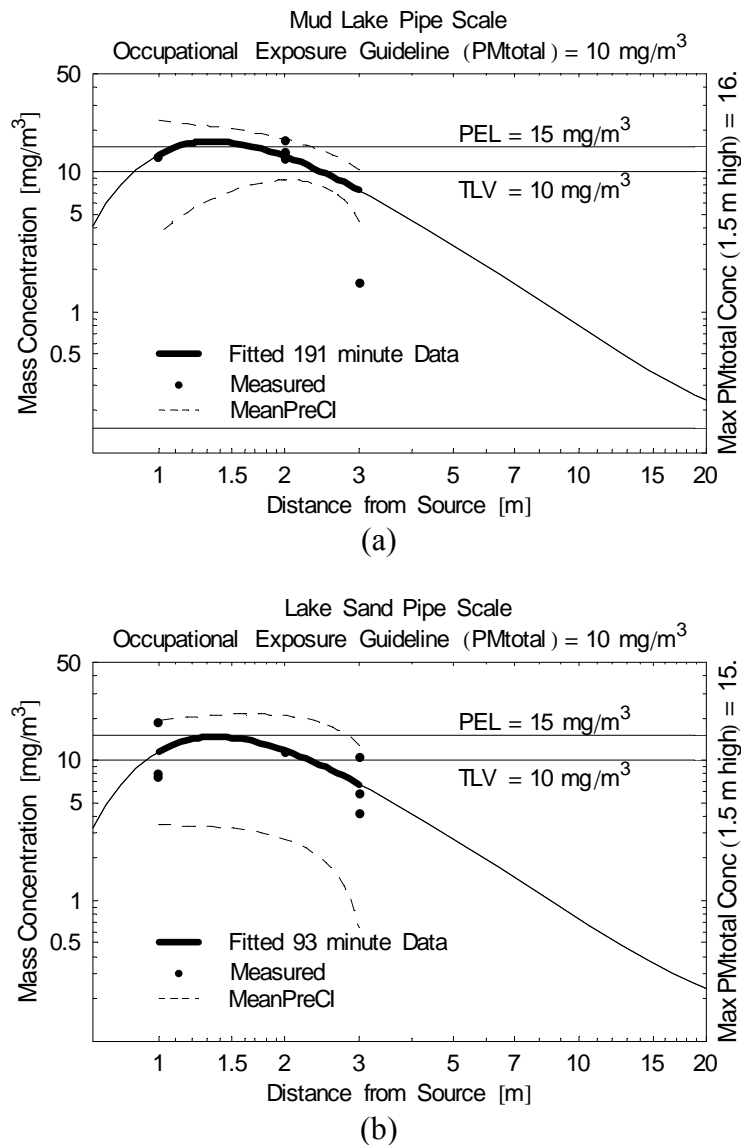 Mud Lake Pipe Scale
Occupational Exposure Guideline (PMtotal) = 10 mg/m³
50
10
5
1
0.5
Mass Concentration [mg/m³]
PEL = 15 mg/m³
TLV = 10 mg/m³
Fitted 191 minute Data
Measured
MeanPreCI
Max PMtotal Conc (1.5 m high) = 16.
1 1.5 2 3 5 7 10 15 20
Distance from Source [m]
(a)
Lake Sand Pipe Scale
Occupational Exposure Guideline (PMtotal) = 10 mg/m³
50
10
5
1
0.5
Mass Concentration [mg/m³]
PEL = 15 mg/m³
TLV = 10 mg/m³
Fitted 93 minute Data
Measured
MeanPreCI
Max PMtotal Conc (1.5 m high) = 15.
1 1.5 2 3 5 7 10 15 20
Distance from Source [m]
(b)